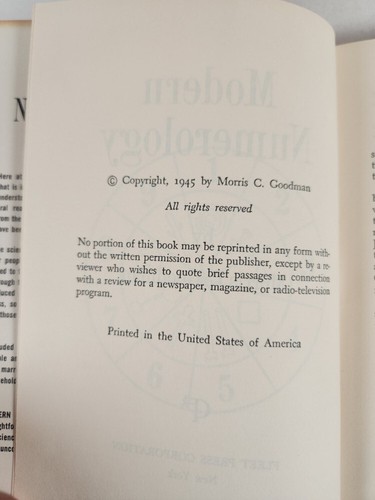 © Copyright, 1945 by Morris C. Goodman
All rights reserved
No portion of this book may be reprinted in any form with-
out the written permission of the publisher, except by a re-
viewer who wishes to quote brief passages in connection
with a review for a newspaper, magazine, or radio-television
program.
Printed in the United States of America